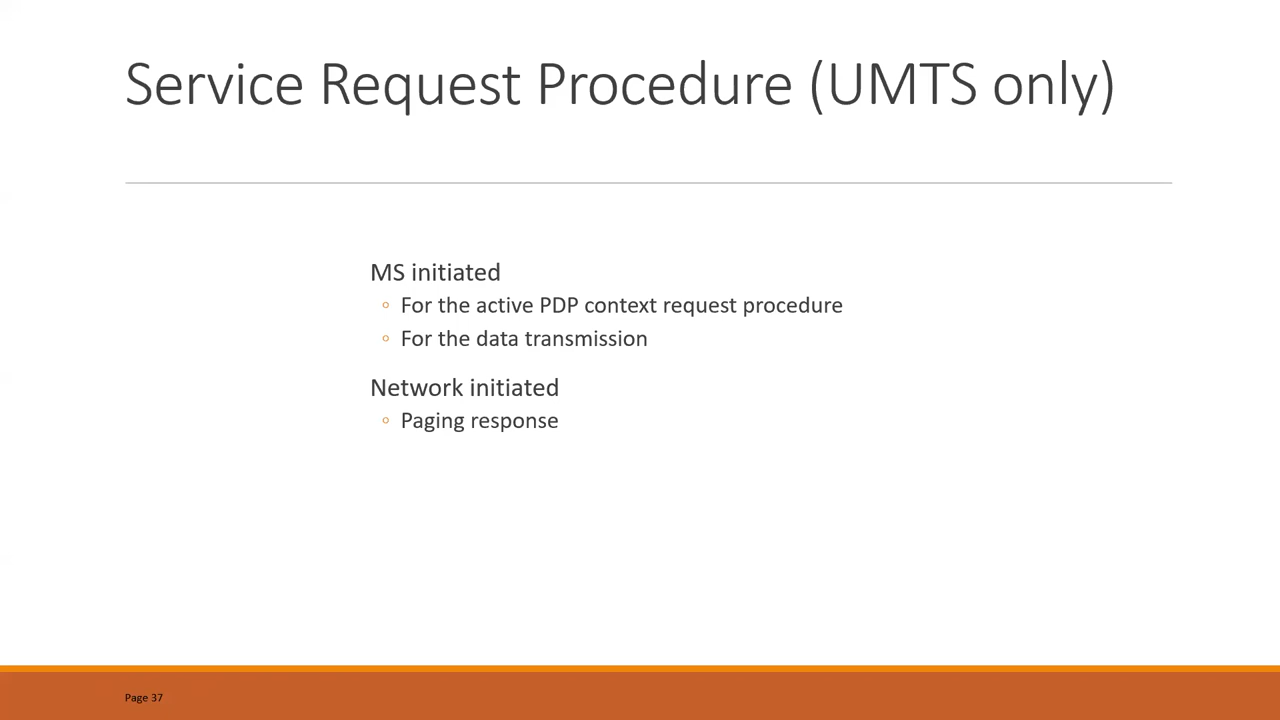 Service Request Procedure (UMTS only)
MS initiated
◦ For the active PDP context request procedure
◦ For the data transmission
Network initiated
◦ Paging response
Page 37